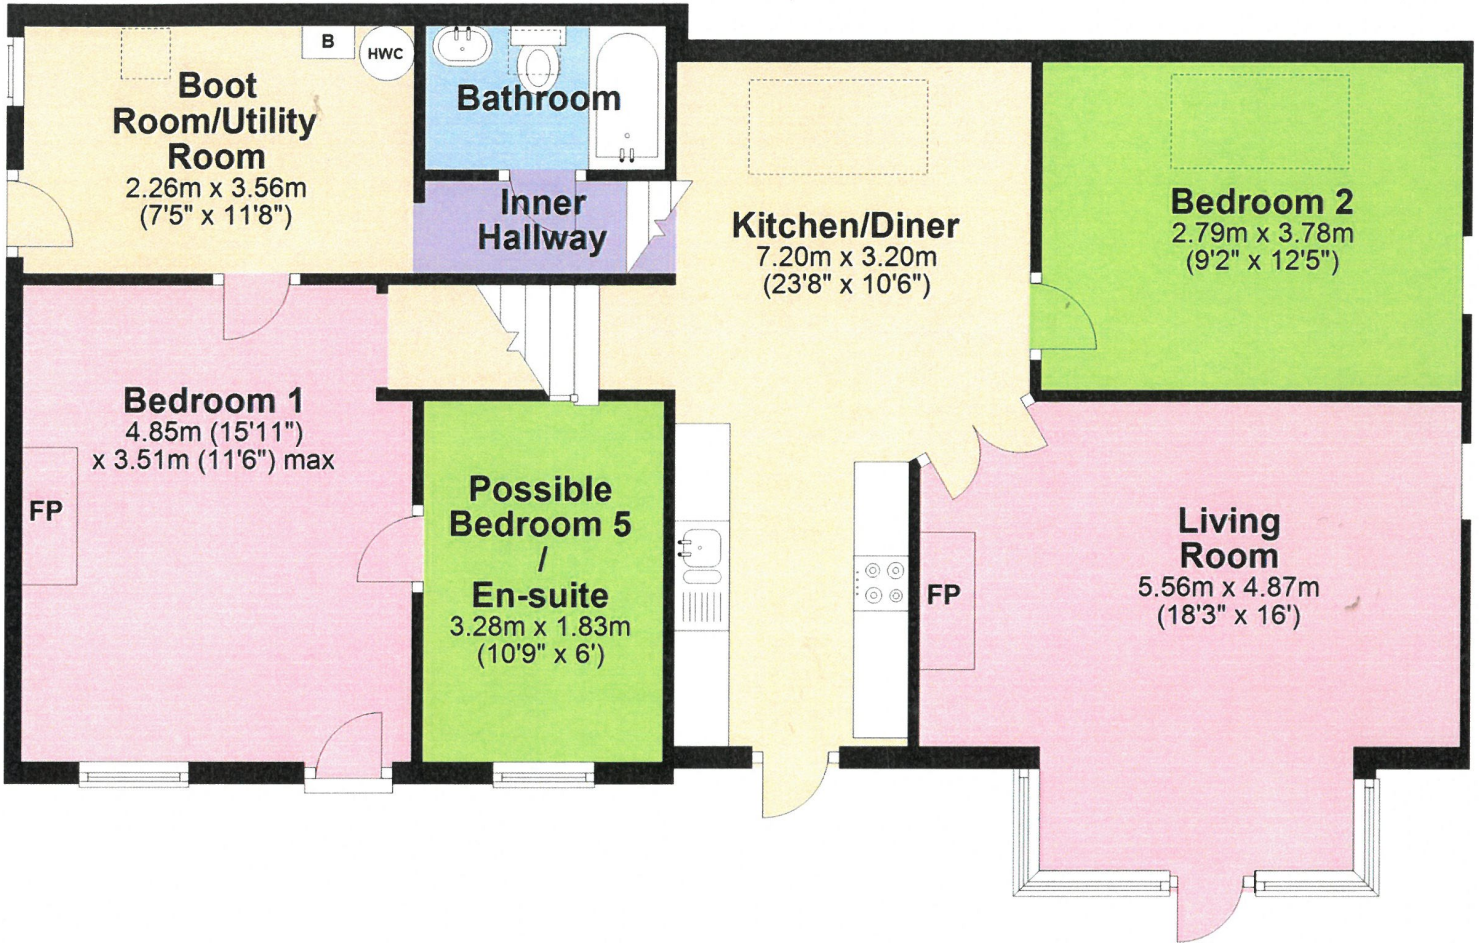 B
HWC
Boot
Room/Utility
Room
2.26m x 3.56m
(7'5" x 11'8")
Bathroom
Inner
Hallway
Kitchen/Diner
7.20m x 3.20m
(23'8" x 10'6")
Bedroom 2
2.79m x 3.78m
(9'2" x 12'5")
Bedroom 1
4.85m (15'11")
x 3.51m (11'6") max
FP
Possible
Bedroom 5
/
En-suite
3.28m x 1.83m
(10'9" x 6')
FP
Living
Room
5.56m x 4.87m
(18'3" x 16')